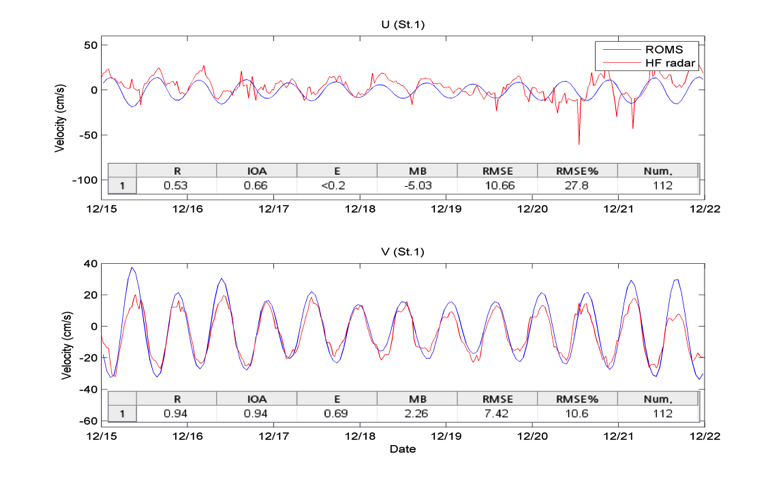 U (St.1)
50
ROMS
HF radar
0
Velocity (cm/s)
-50
R IOA E MB RMSE RMSE% Num.
-100
1 0.53 0.66 <0.2 -5.03 10.66 27.8 112
12/15 12/16 12/17 12/18 12/19 12/20 12/21 12/22
V (St.1)
40
20
0
Velocity (cm/s)
-20
-40
R IOA E MB RMSE RMSE% Num.
1 0.94 0.94 0.69 2.26 7.42 10.6 112
-60
12/15 12/16 12/17 12/18 12/19 12/20 12/21 12/22
Date